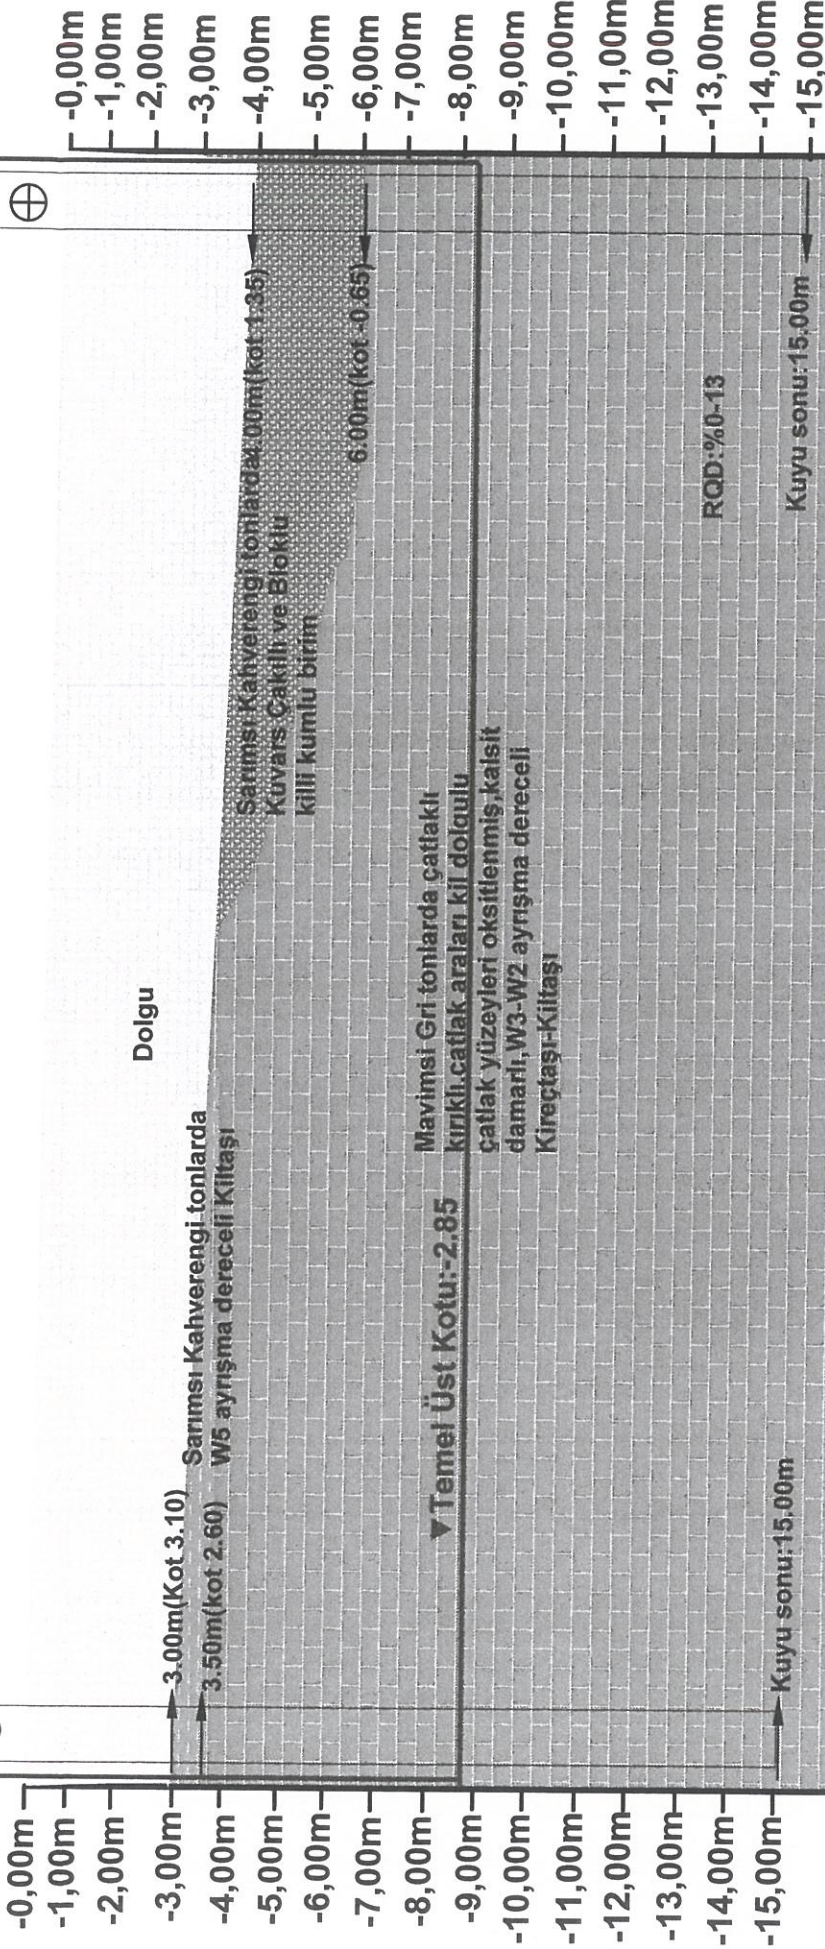 -0,00m
-1,00m
-2,00m
-3,00m
-4,00m
-5,00m
-6,00m
-7,00m
-8,00m
-9,00m
-10,00m
-11,00m
-12,00m
-13,00m
-14,00m
-15,00m
3.00m(Kot 3.10)
3.50m(kot 2.60)
Sarımsı Kahverengi tonlarda
W5 ayrışma dereceli Kiltaşı
Dolgu
▼Temel Üst Kotu:-2.85
Kuyu sonu:15.00m
Mavimsi Gri tonlarda çatlaklı
kırıklı,çatlak araları kil dolgulu
çatlak yüzeyleri oksitlenmiş,kalsit
damarlı,W3-W2 ayrışma dereceli
Kireçtaşı-Kiltaşı
Sarımsı Kahverengi tonlarda
Kuvars Çakıllı ve Bloklu
killi kumlu birim
4.00m(kot 1.35)
6.00m(kot -0.65)
RQD:%0-13
Kuyu sonu:15.00m
-0,00m
-1,00m
-2,00m
-3,00m
-4,00m
-5,00m
-6,00m
-7,00m
-8,00m
-9,00m
-10,00m
-11,00m
-12,00m
-13,00m
-14,00m
-15,00m